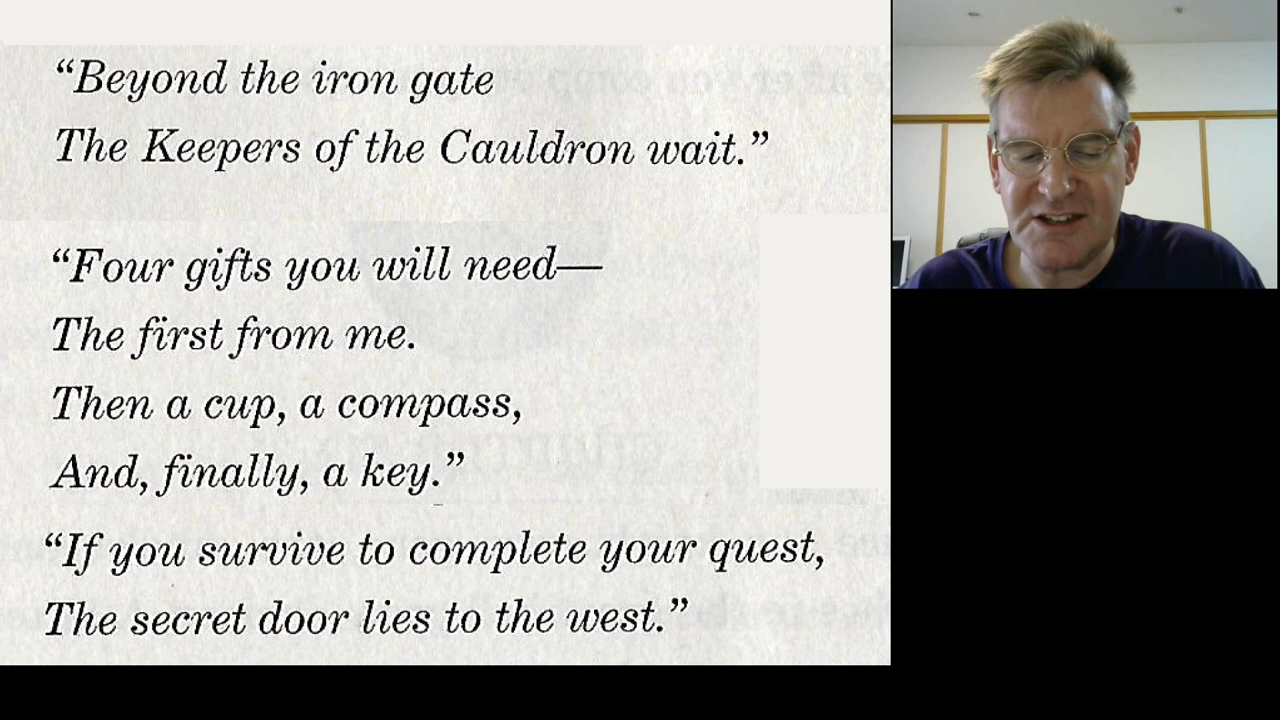 “Beyond the iron gate
The Keepers of the Cauldron wait.”
“Four gifts you will need—
The first from me.
Then a cup, a compass,
And, finally, a key.”
“If you survive to complete your quest,
The secret door lies to the west.”